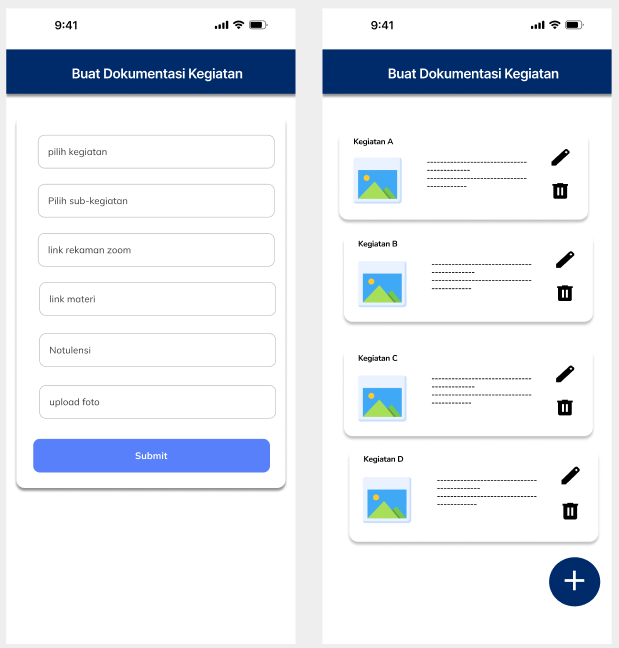 9:41
Buat Dokumentasi Kegiatan
pilih kegiatan
Pilih sub-kegiatan
link rekaman zoom
link materi
Notulensi
upload foto
Submit
9:41
Buat Dokumentasi Kegiatan
Kegiatan A
Kegiatan B
Kegiatan C
Kegiatan D